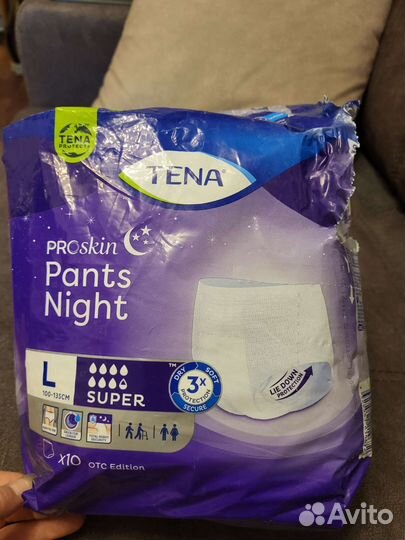 TENA
PROTECTS
TENA
PROskin
Pants
Night
L
100-135CM
SUPER
TM
DRY SOFT SECURE
3x
PROTECTION
LIE DOWN
PROTECTION
x10 OTC Edition
Avito